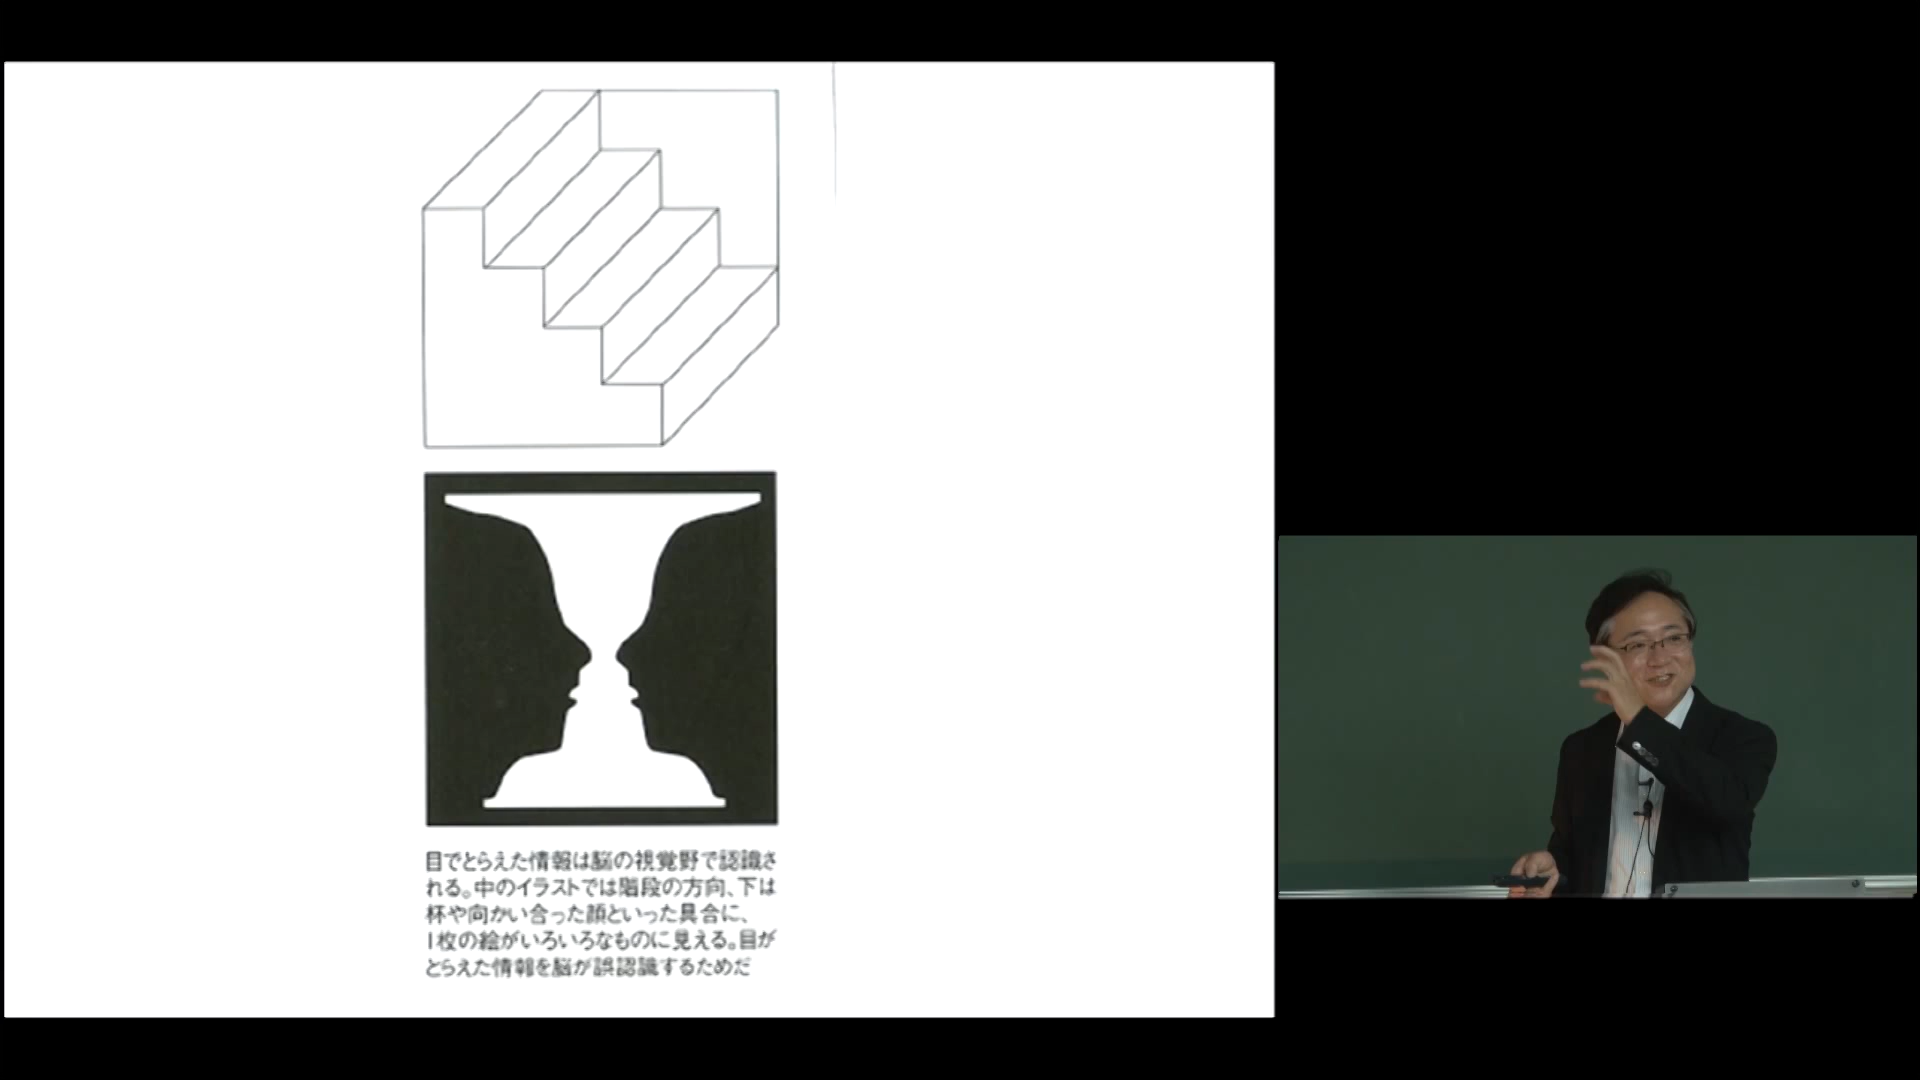 目でとらえた情報は脳の視覚野で認識さ
れる。中のイラストでは階段の方向、下は
杯や向かい合った顔といった具合に、
1枚の絵がいろいろなものに見える。目が
とらえた情報を脳が誤認識するためだ